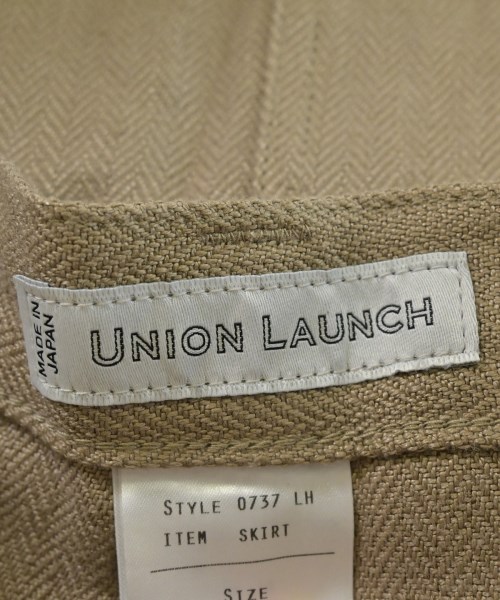 MADE IN
JAPAN
UNION LAUNCH
STYLE 0737 LH
ITEM SKIRT
SIZE